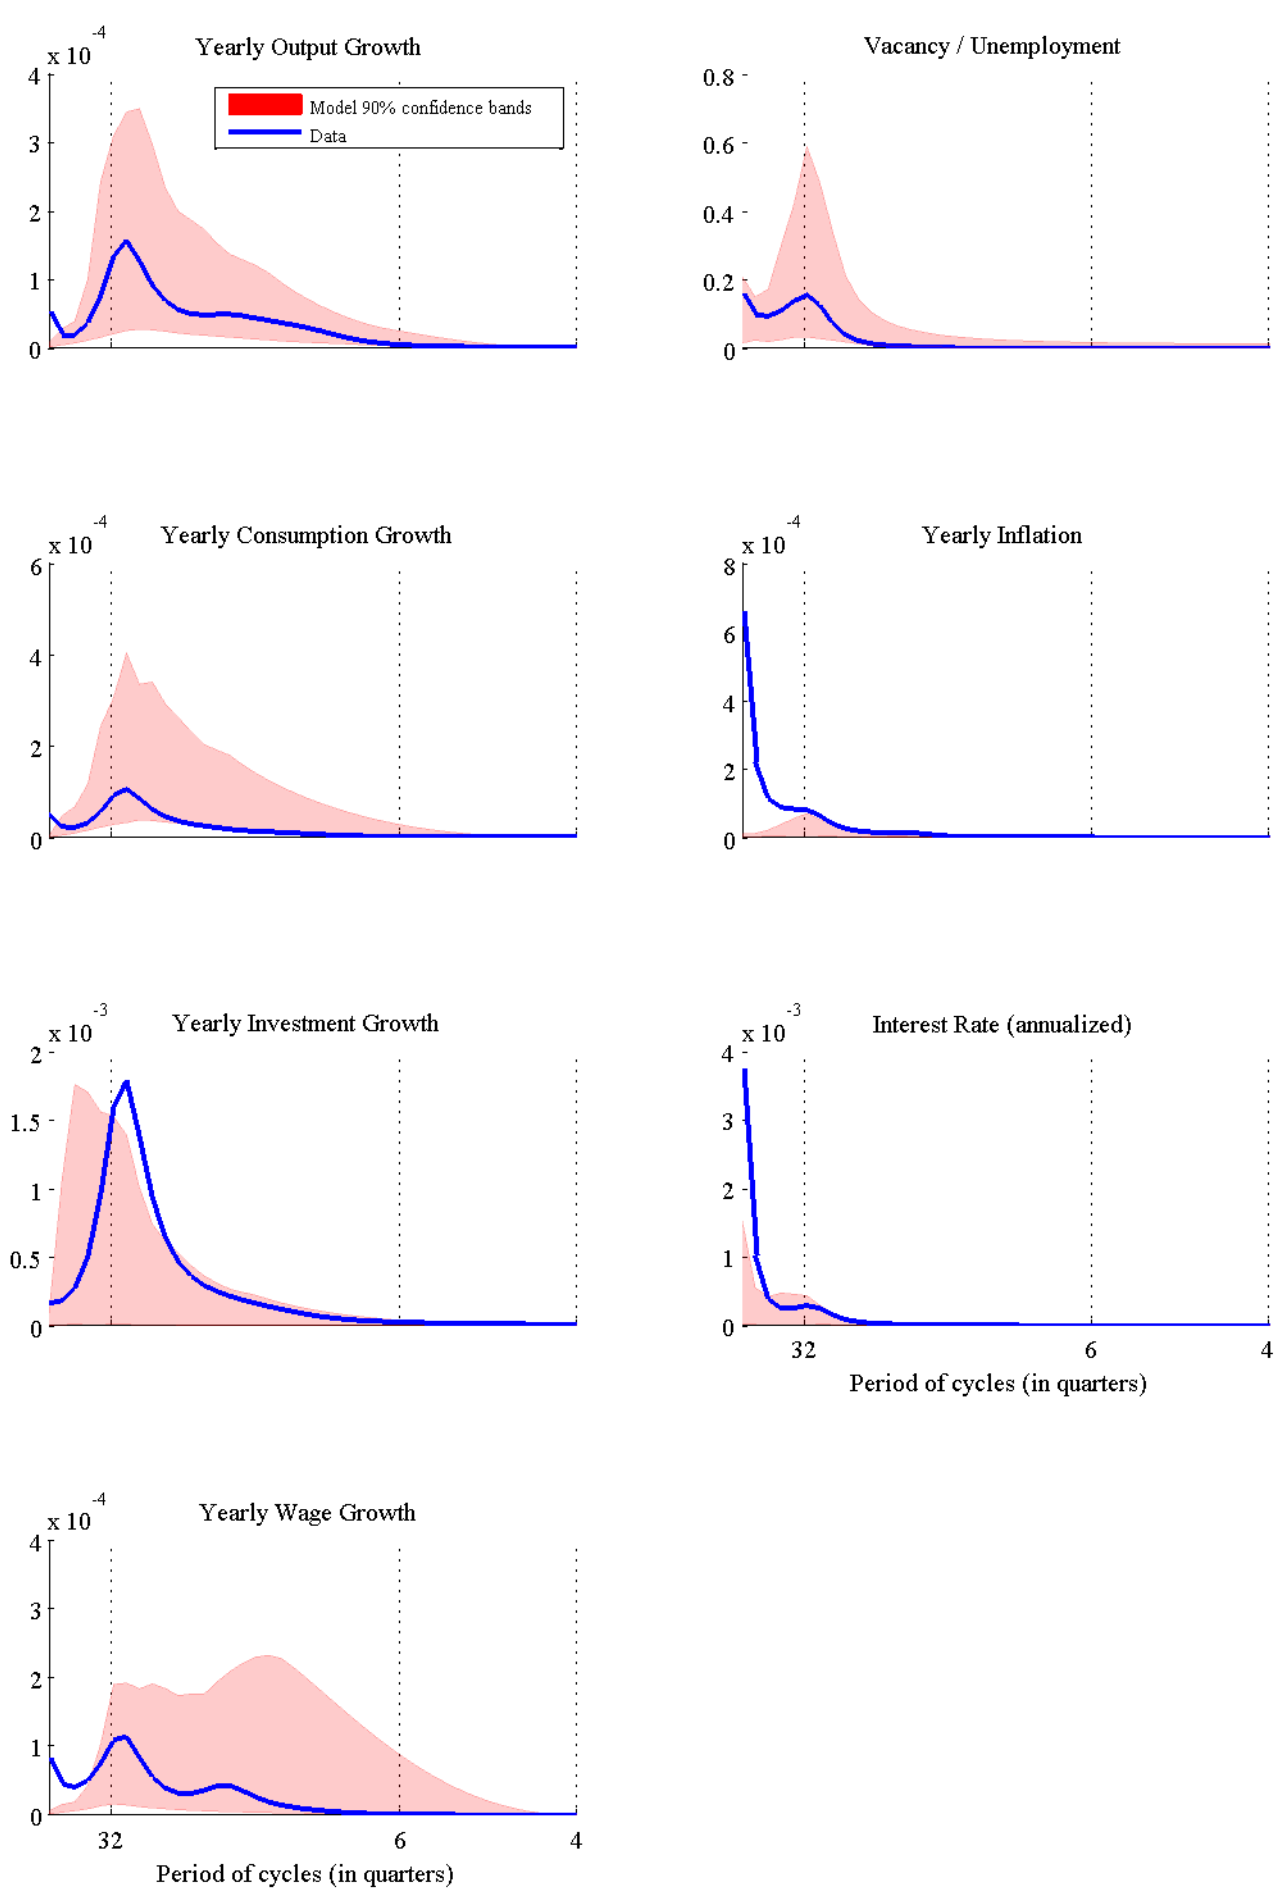 Yearly Output Growth
x 10
-4
4
3
2
1
0
Model 90% confidence bands
Data
Vacancy / Unemployment
0.8
0.6
0.4
0.2
0
Yearly Consumption Growth
x 10
-4
6
4
2
0
Yearly Inflation
x 10
-4
8
6
4
2
0
Yearly Investment Growth
x 10
-3
2
1.5
1
0.5
0
Interest Rate (annualized)
x 10
-3
4
3
2
1
0
32
6
4
Period of cycles (in quarters)
Yearly Wage Growth
x 10
-4
4
3
2
1
0
32
6
4
Period of cycles (in quarters)